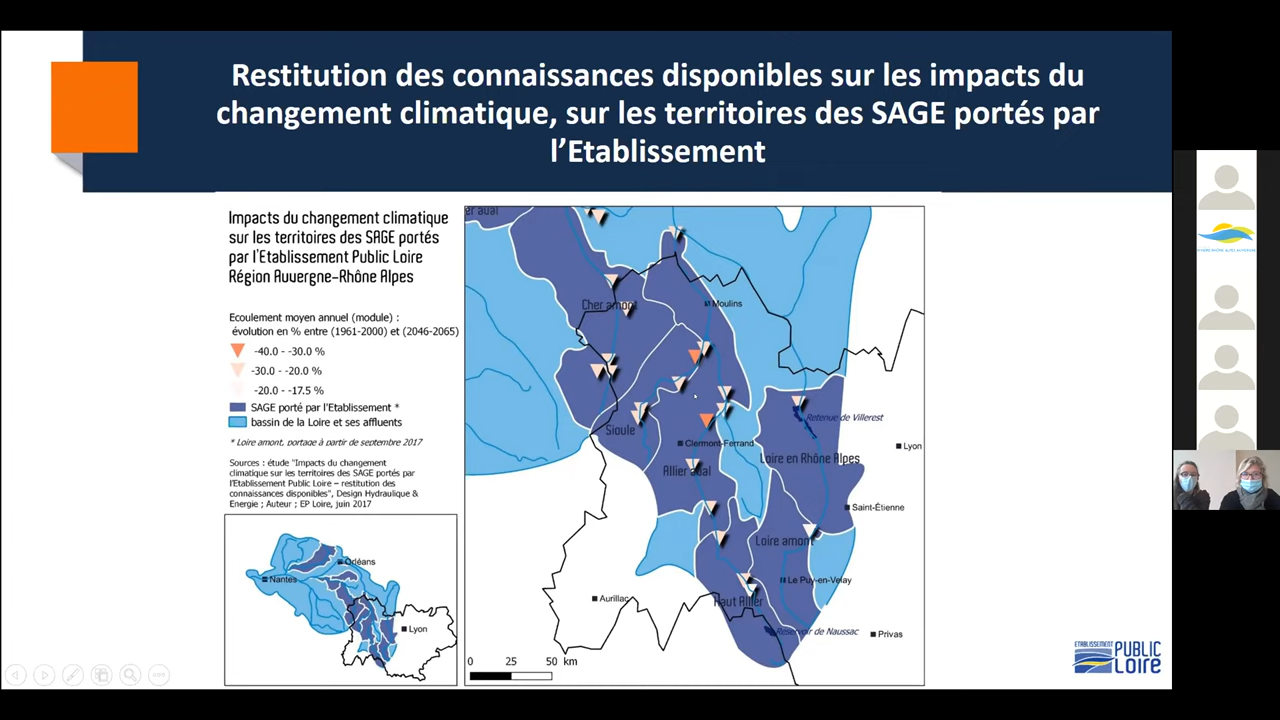 Restitution des connaissances disponibles sur les impacts du
changement climatique, sur les territoires des SAGE portés par
l’Etablissement
Impacts du changement climatique
sur les territoires des SAGE portés
par l'Etablissement Public Loire
Région Auvergne-Rhône Alpes
Ecoulement moyen annuel (module) :
évolution en % entre (1961-2000) et (2046-2065)
-40.0 - -30.0 %
-30.0 - -20.0 %
-20.0 - -17.5 %
SAGE porté par l'Etablissement *
bassin de la Loire et ses affluents
* Loire amont, portage à partir de septembre 2017
Sources : étude "Impacts du changement
climatique sur les territoires des SAGE portés par
l'Etablissement Public Loire – restitution des
connaissances disponibles", Design Hydraulique &
Energie ; Auteur ; EP Loire, juin 2017
Orléans
Nantes
Lyon
er aval
Cher amont
Moulins
Retenue de Villerest
Sioule
Clermont-Ferrand
Lyon
Loire en Rhône Alpes
Allier aval
Saint-Étienne
Loire amont
Le Puy-en-Velay
Aurillac
Haut Allier
Réservoir de Naussac
Privas
0 25 50 km
ETABLISSEMENT
PUBLIC
LOIRE